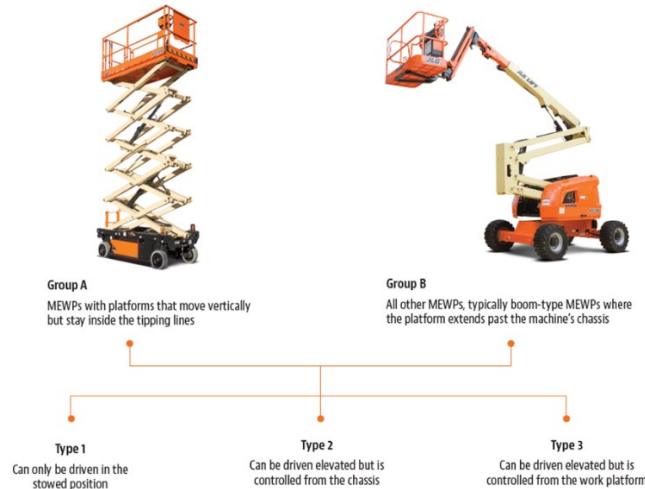 JLG
JLG LIFT
Group A
MEWPs with platforms that move vertically
but stay inside the tipping lines
Group B
All other MEWPs, typically boom-type MEWPs where
the platform extends past the machine's chassis
Type 1
Can only be driven in the
stowed position
Type 2
Can be driven elevated but is
controlled from the chassis
Type 3
Can be driven elevated but is
controlled from the work platform